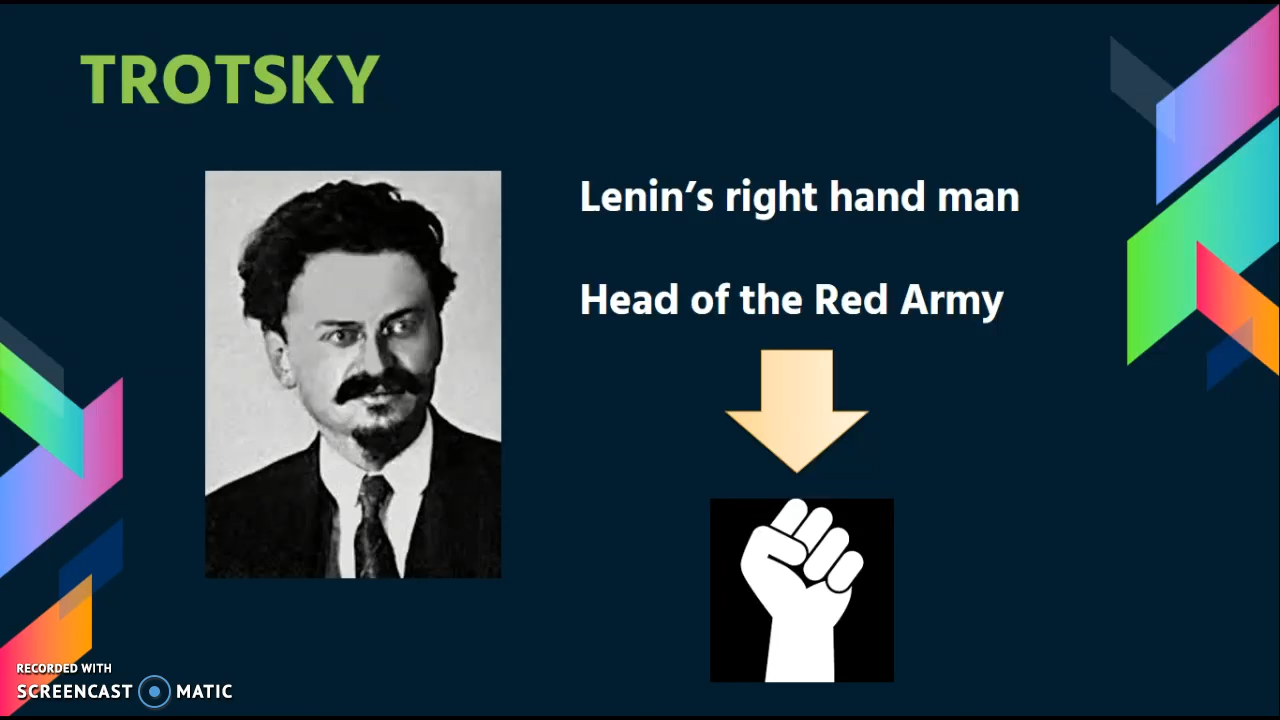 TROTSKY
Lenin’s right hand man
Head of the Red Army
RECORDED WITH
SCREENCAST MATIC